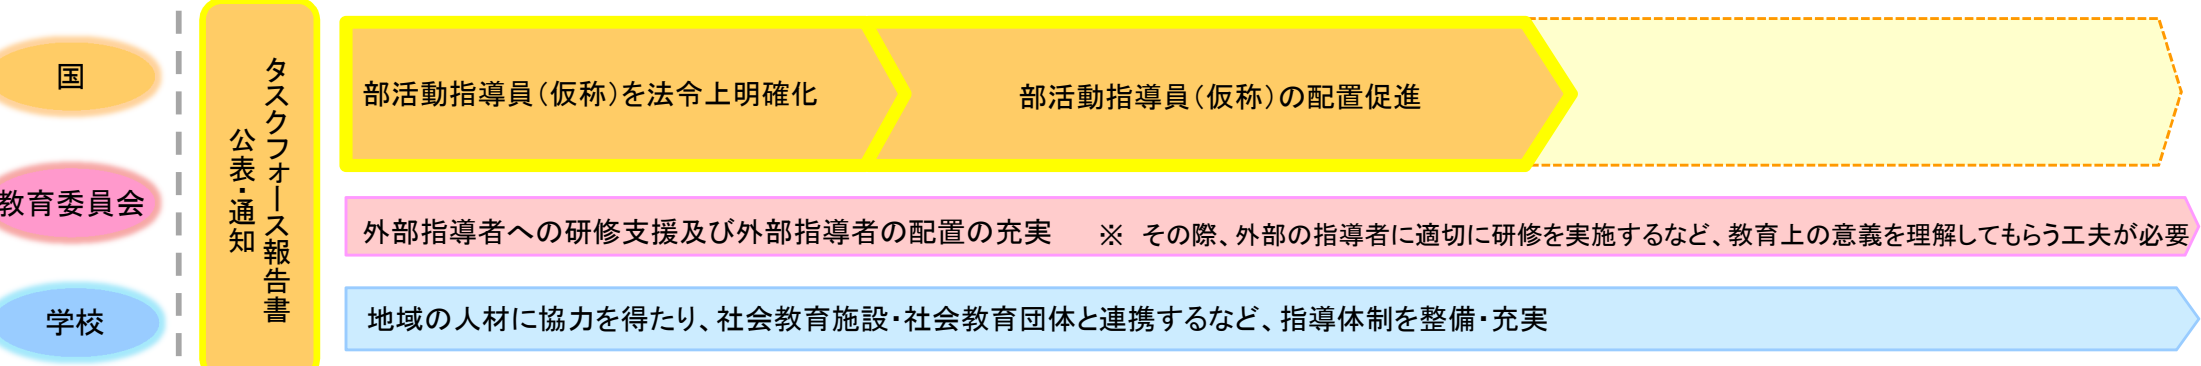 国
教育委員会
学校
タスクフォース報告書
公表・通知
部活動指導員（仮称）を法令上明確化
部活動指導員（仮称）の配置促進
外部指導者への研修支援及び外部指導者の配置の充実
※ その際、外部の指導者に適切に研修を実施するなど、教育上の意義を理解してもらう工夫が必要
地域の人材に協力を得たり、社会教育施設・社会教育団体と連携するなど、指導体制を整備・充実